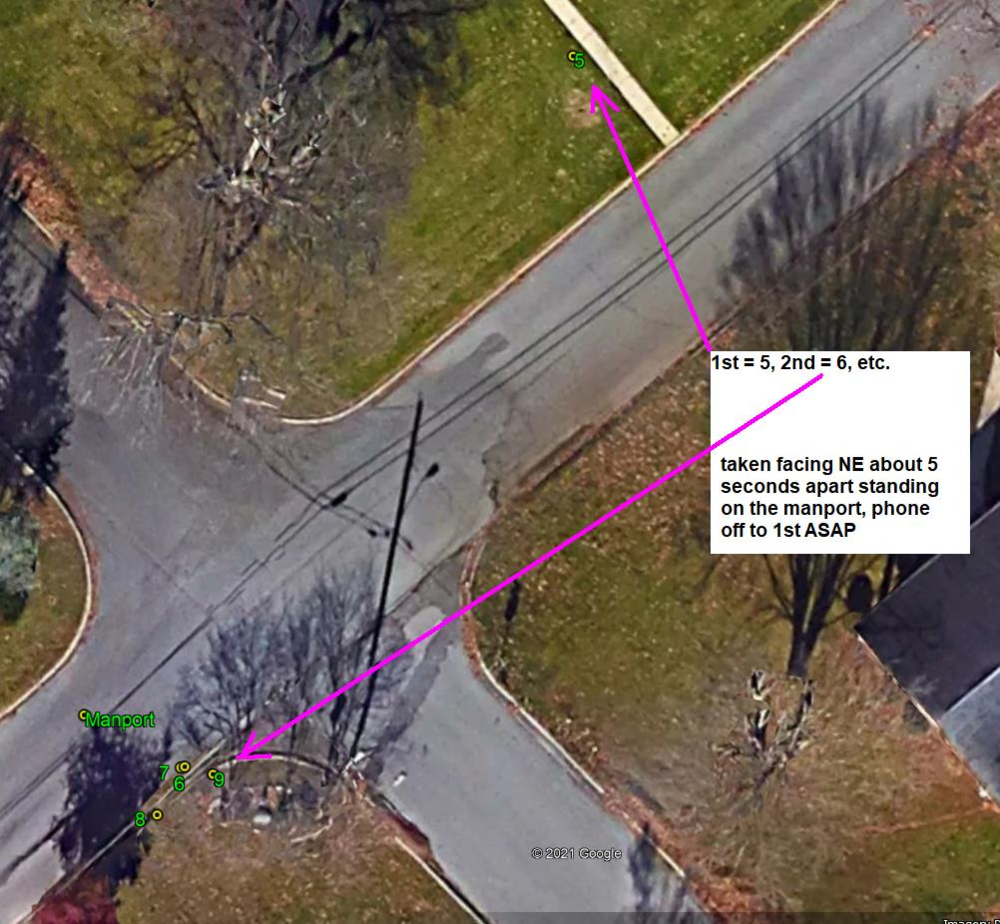 5
1st = 5, 2nd = 6, etc.
taken facing NE about 5
seconds apart standing
on the manport, phone
off to 1st ASAP
Manport
7
6
9
8
© 2021 Google